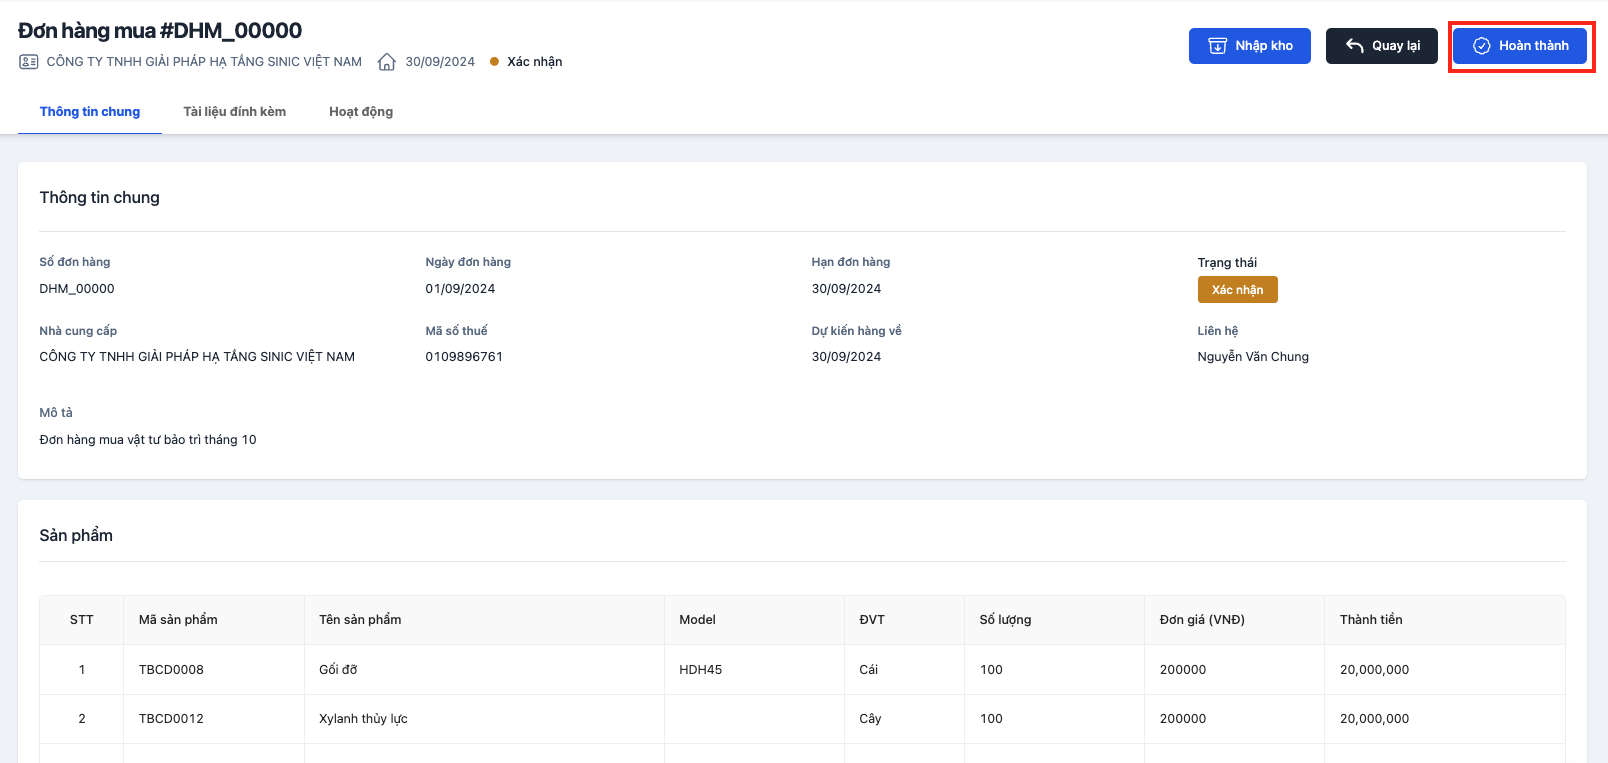 Đơn hàng mua #DHM_00000
CÔNG TY TNHH GIẢI PHÁP HẠ TẦNG SINIC VIỆT NAM 30/09/2024 Xác nhận
Nhập kho Quay lại Hoàn thành
Thông tin chung Tài liệu đính kèm Hoạt động
Thông tin chung
Số đơn hàng Ngày đơn hàng Hạn đơn hàng Trạng thái
DHM_00000 01/09/2024 30/09/2024 Xác nhận
Nhà cung cấp Mã số thuế Dự kiến hàng về Liên hệ
CÔNG TY TNHH GIẢI PHÁP HẠ TẦNG SINIC VIỆT NAM 0109896761 30/09/2024 Nguyễn Văn Chung
Mô tả
Đơn hàng mua vật tư bảo trì tháng 10
Sản phẩm
STT Mã sản phẩm Tên sản phẩm Model ĐVT Số lượng Đơn giá (VNĐ) Thành tiền
1 TBCD0008 Gối đỡ HDH45 Cái 100 200000 20,000,000
2 TBCD0012 Xylanh thủy lực Cây 100 200000 20,000,000